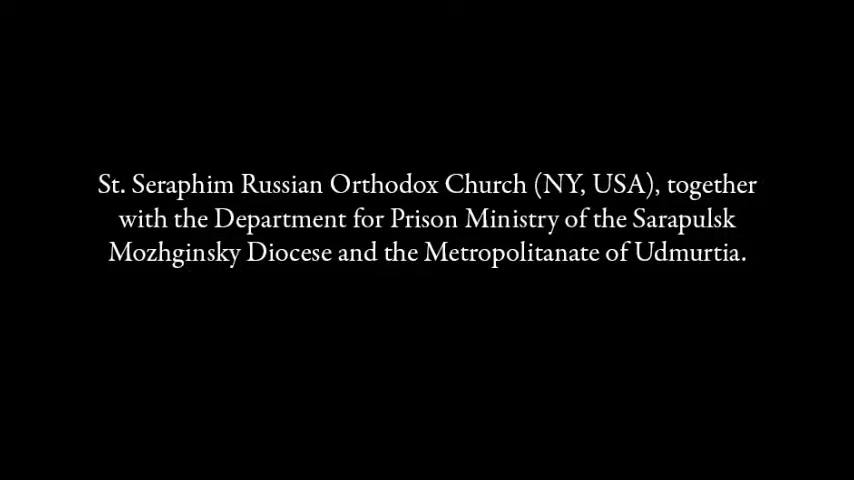 St. Seraphim Russian Orthodox Church (NY, USA), together
with the Department for Prison Ministry of the Sarapulsk
Mozhginsky Diocese and the Metropolitanate of Udmurtia.